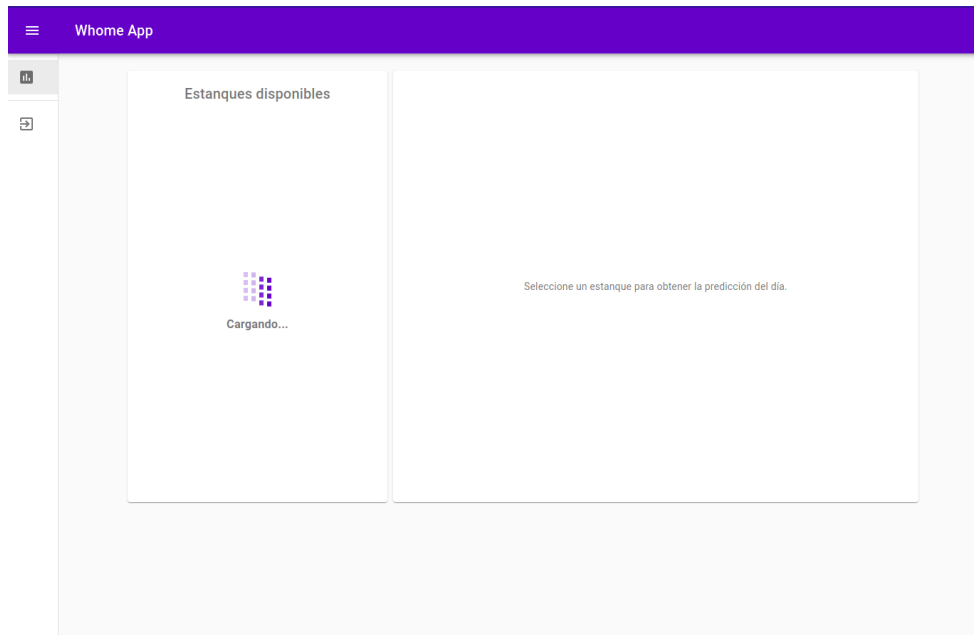 Whome App
Estanques disponibles
Cargando...
Seleccione un estanque para obtener la predicción del día.